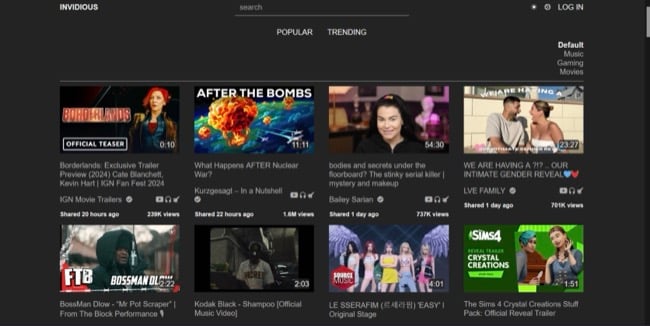 INVIDIOUS
search
LOG IN
POPULAR TRENDING
Default
Music
Gaming
Movies
BORDERLANDS
OFFICIAL TEASER
0:10
AFTER THE BOMBS
11:11
54:30
WE ARE HAVING A
23:27
Borderlands: Exclusive Trailer
Preview (2024) Cate Blanchett,
Kevin Hart | IGN Fan Fest 2024
IGN Movie Trailers
Shared 20 hours ago 239K views
What Happens AFTER Nuclear
War?
Kurzgesagt – In a Nutshell
Shared 22 hours ago 1.6M views
bodies and secrets under the
floorboard? The stinky serial killer |
mystery and makeup
Bailey Sarian
Shared 1 day ago 737K views
WE ARE HAVING A ?!? .. OUR
INTIMATE GENDER REVEAL💙❤️
LVE FAMILY
Shared 1 day ago 701K views
FTB
BOSSMAN DLOW
2:22
2:03
SOURCE
MUSIC
4:01
THE SIMS 4
REVEAL TRAILER
CRYSTAL
CREATIONS
1:51
BossMan Dlow - "Mr Pot Scraper" |
From The Block Performance 🎙
Kodak Black - Shampoo [Official
Music Video]
LE SSERAFIM (르세라핌) 'EASY' l
Original Stage
The Sims 4 Crystal Creations Stuff
Pack: Official Reveal Trailer